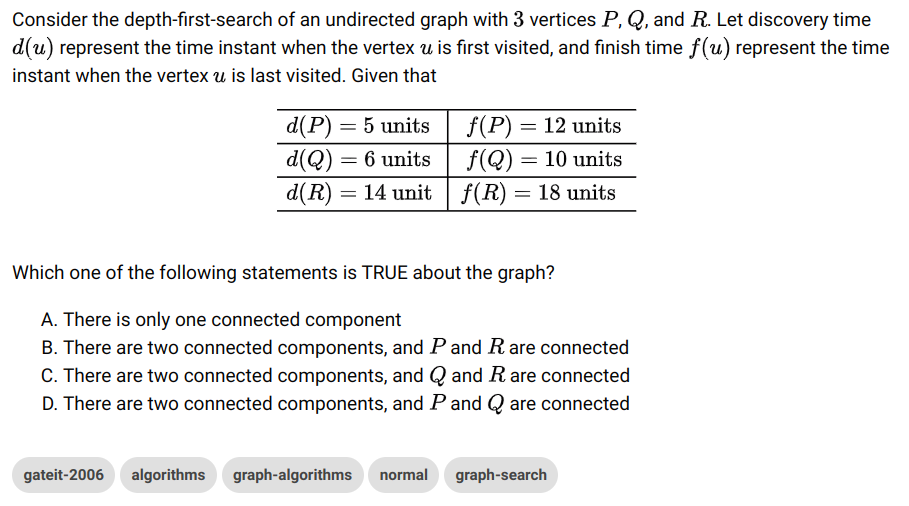 Consider the depth-first-search of an undirected graph with 3 vertices P, Q, and R. Let discovery time
d(u) represent the time instant when the vertex u is first visited, and finish time f(u) represent the time
instant when the vertex u is last visited. Given that
d(P) = 5 units f(P) = 12 units
d(Q) = 6 units f(Q) = 10 units
d(R) = 14 unit f(R) = 18 units
Which one of the following statements is TRUE about the graph?
A. There is only one connected component
B. There are two connected components, and P and R are connected
C. There are two connected components, and Q and R are connected
D. There are two connected components, and P and Q are connected
gateit-2006 algorithms graph-algorithms normal graph-search